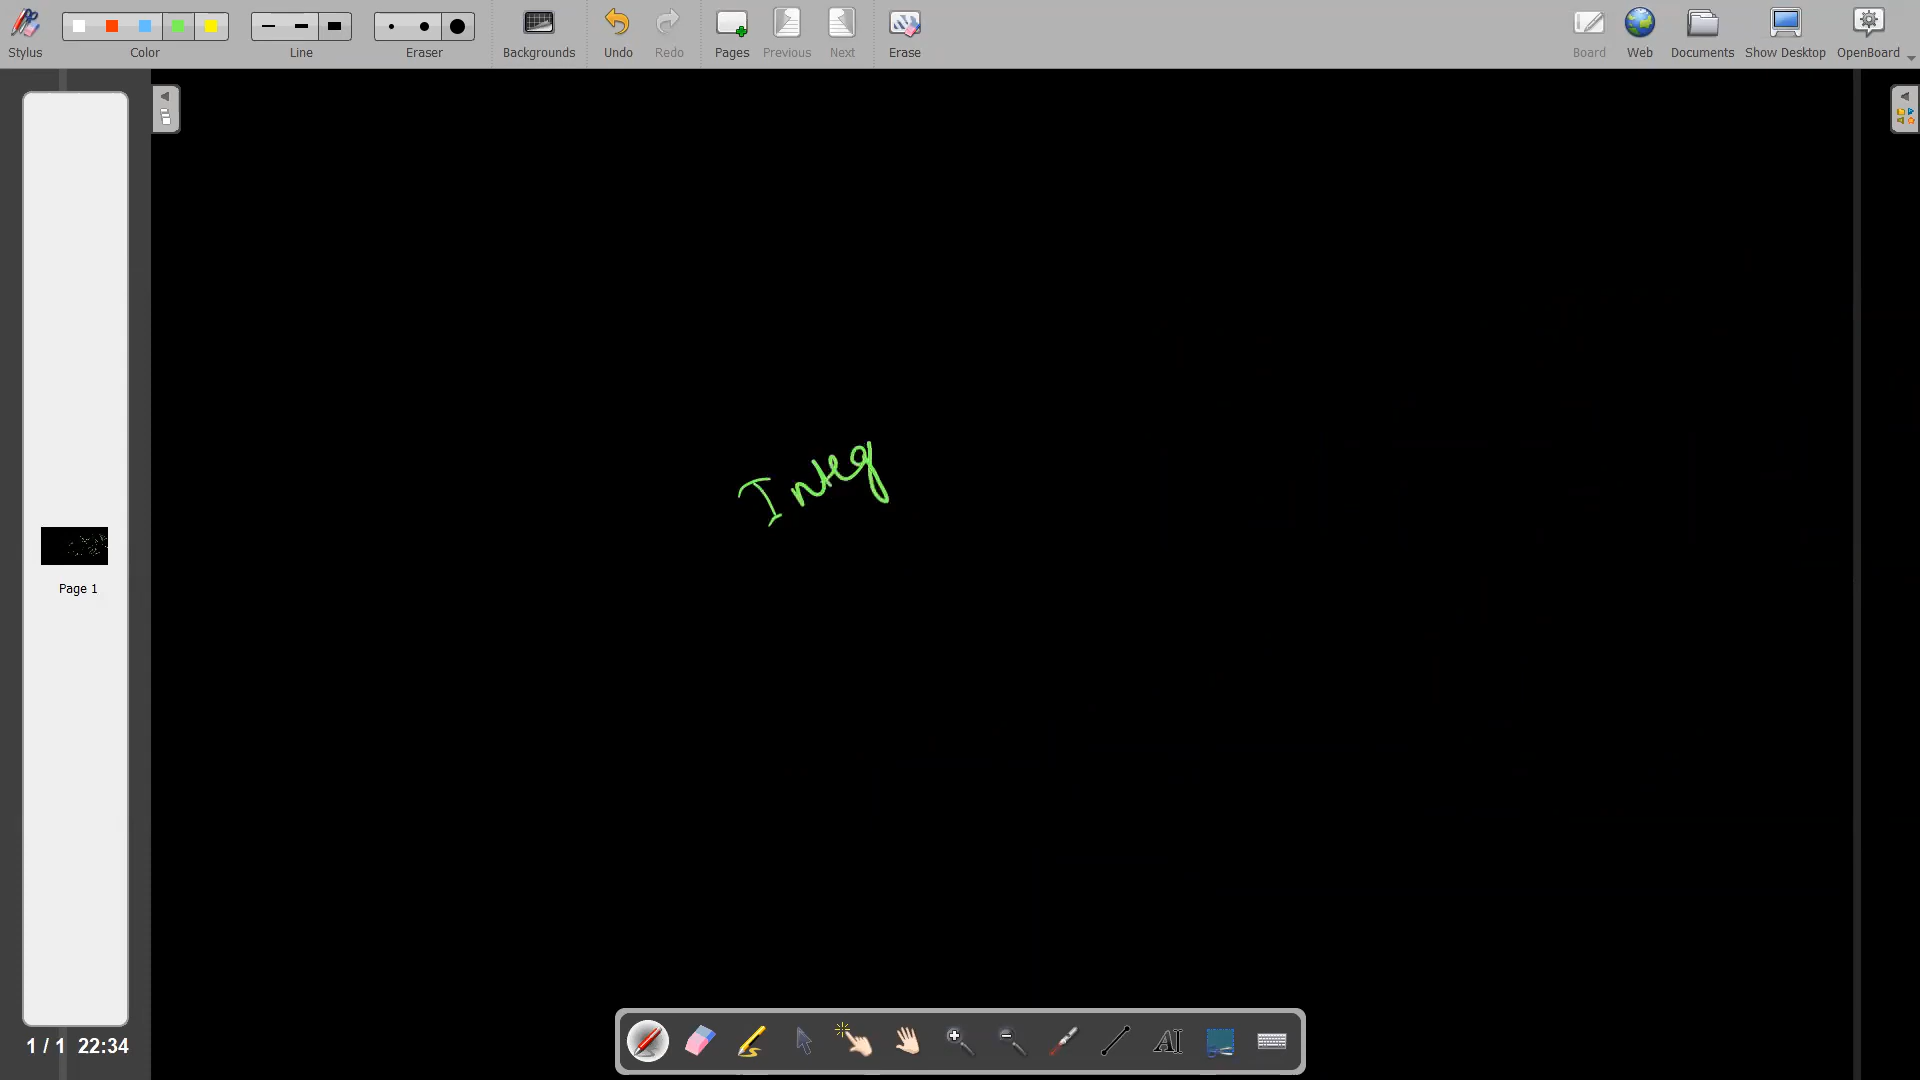 Stylus Color Line Eraser Backgrounds Undo Redo Pages Previous Next Erase Board Web Documents Show Desktop OpenBoard
Integ
Page 1
1 / 1 22:34